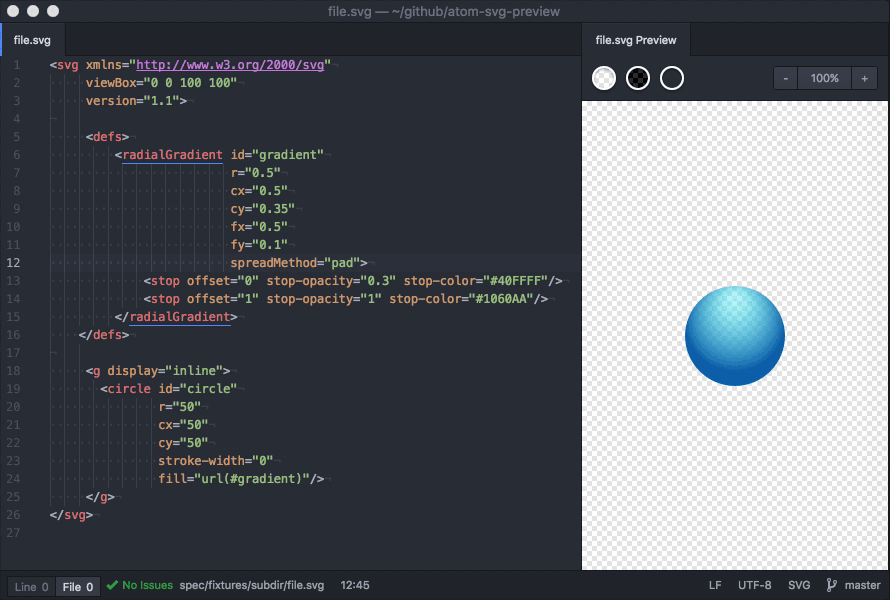 file.svg — ~/github/atom-svg-preview
file.svg
1 <svg xmlns="http://www.w3.org/2000/svg"
2 viewBox="0 0 100 100"
3 version="1.1">
4
5 <defs>
6 <radialGradient id="gradient"
7 r="0.5"
8 cx="0.5"
9 cy="0.35"
10 fx="0.5"
11 fy="0.1"
12 spreadMethod="pad">
13 <stop offset="0" stop-opacity="0.3" stop-color="#40FFFF"/>
14 <stop offset="1" stop-opacity="1" stop-color="#1060AA"/>
15 </radialGradient>
16 </defs>
17
18 <g display="inline">
19 <circle id="circle"
20 r="50"
21 cx="50"
22 cy="50"
23 stroke-width="0"
24 fill="url(#gradient)"/>
25 </g>
26 </svg>
27
file.svg Preview
- 100% +
Line 0 File 0 No Issues spec/fixtures/subdir/file.svg 12:45 LF UTF-8 SVG master